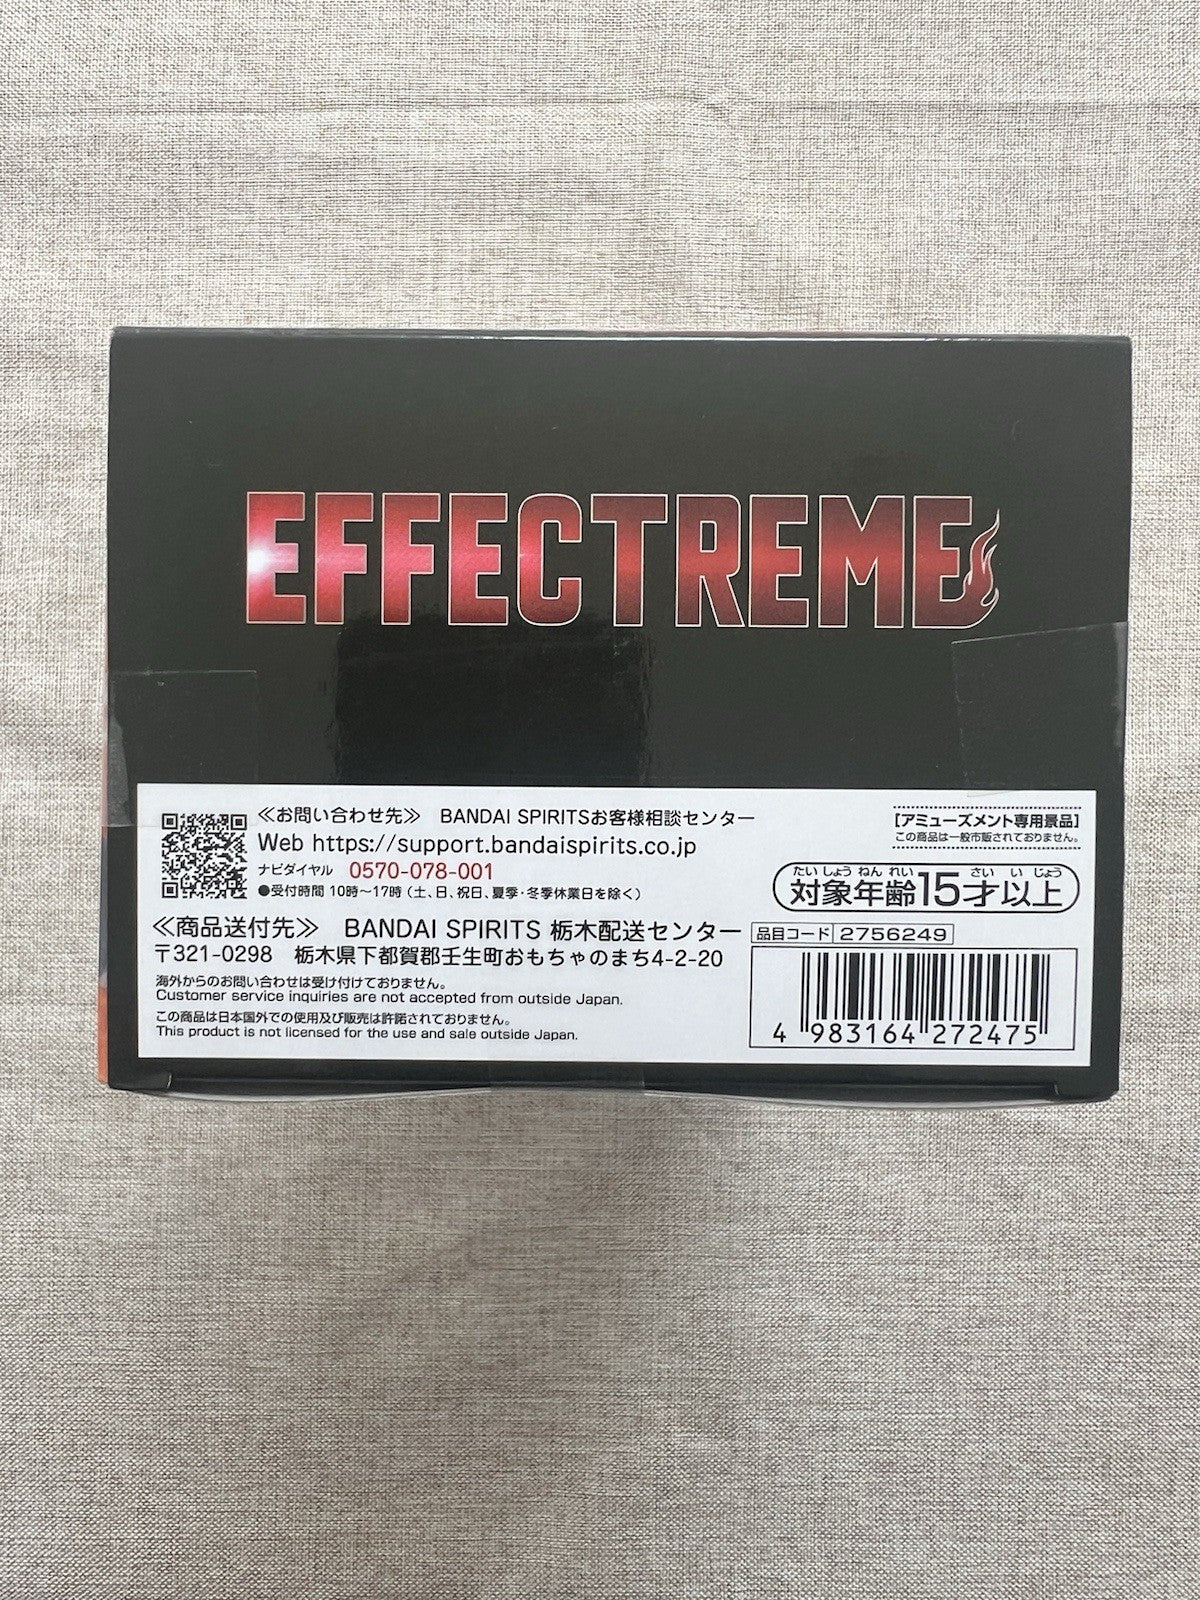 EFFECTREME
≪お問い合わせ先≫ BANDAI SPIRITSお客様相談センター
Web https://support.bandaispirits.co.jp
ナビダイヤル 0570-078-001
●受付時間 10時〜17時 (土、日、祝日、夏季・冬季休業日を除く)
≪商品送付先≫ BANDAI SPIRITS 栃木配送センター
〒321-0298 栃木県下都賀郡壬生町おもちゃのまち4-2-20
海外からのお問い合わせは受け付けておりません。
Customer service inquiries are not accepted from outside Japan.
この商品は日本国外での使用及び販売は許諾されておりません。
This product is not licensed for the use and sale outside Japan.
[アミューズメント専用景品]
この商品は一般市販されておりません。
たいしょうねんれい さいいじょう
対象年齢15才以上
品目コード 2756249
4 983164 272475